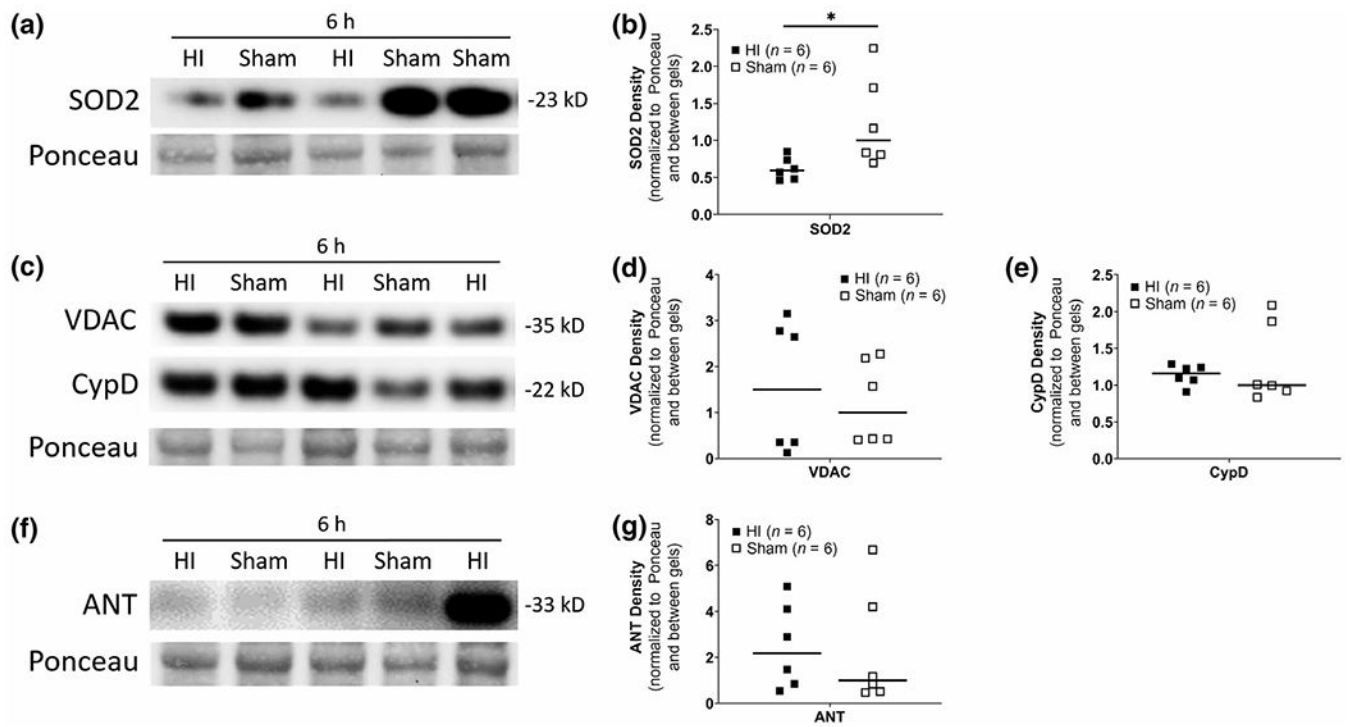 (a)
6 h
HI Sham HI Sham Sham
SOD2
-23 kD
Ponceau
(b)
*
SOD2 Density
(normalized to Ponceau
and between gels)
2.5
2.0
1.5
1.0
0.5
0.0
■ HI (n = 6)
□ Sham (n = 6)
SOD2
(c)
6 h
HI Sham HI Sham HI
VDAC
-35 kD
CypD
-22 kD
Ponceau
(d)
VDAC Density
(normalized to Ponceau
and between gels)
4
3
2
1
0
■ HI (n = 6)
□ Sham (n = 6)
VDAC
(e)
CypD Density
(normalized to Ponceau
and between gels)
2.5
2.0
1.5
1.0
0.5
0.0
■ HI (n = 6)
□ Sham (n = 6)
CypD
(f)
6 h
HI Sham HI Sham HI
ANT
-33 kD
Ponceau
(g)
ANT Density
(normalized to Ponceau
and between gels)
8
6
4
2
0
■ HI (n = 6)
□ Sham (n = 6)
ANT